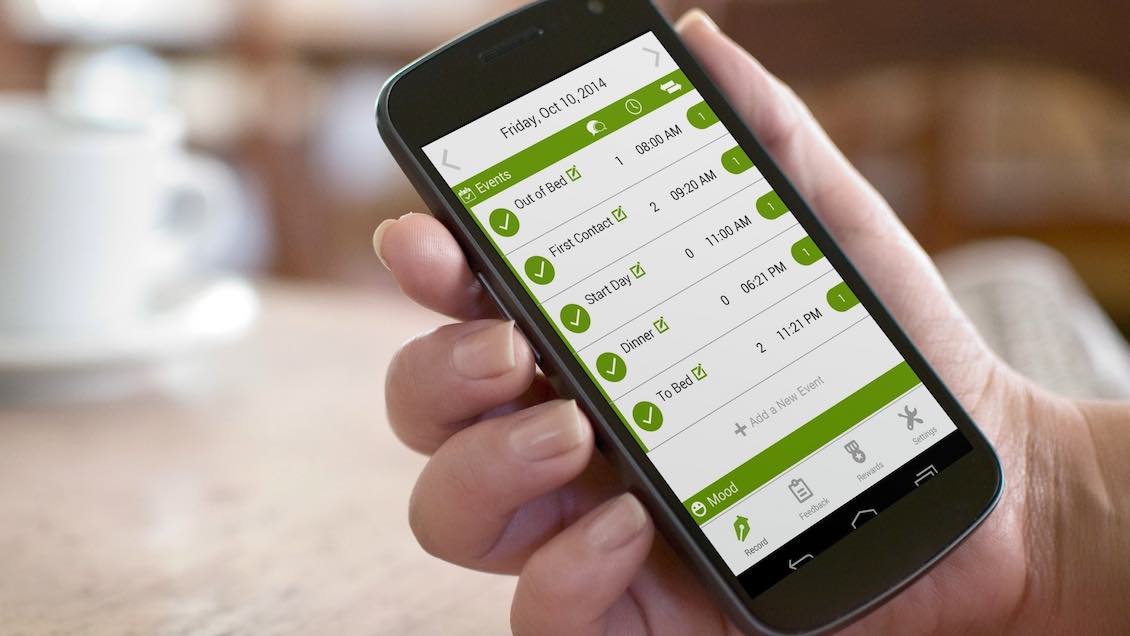 Friday, Oct 10, 2014
Events
Out of Bed 1 08:00 AM 1
First Contact 2 09:20 AM 1
Start Day 0 11:00 AM 1
Dinner 0 06:21 PM 1
To Bed 2 11:21 PM 1
Add a New Event
Mood
Record Feedback Rewards Settings